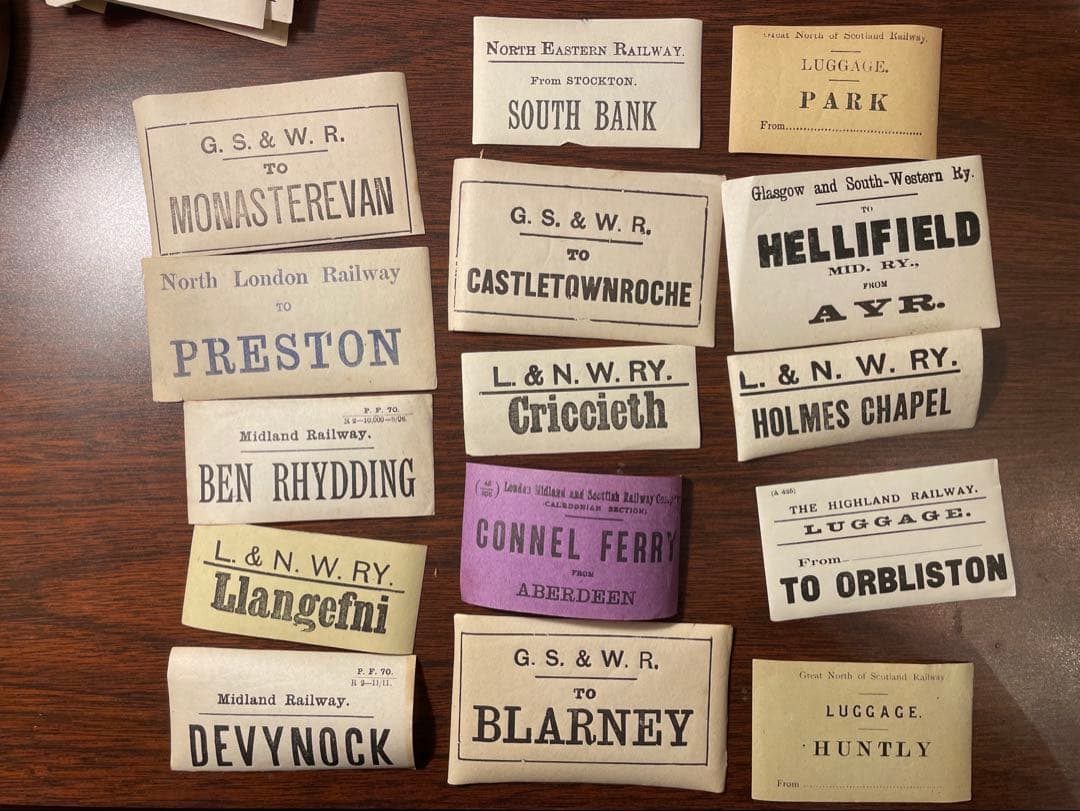 G. S. & W. R.
TO
MONASTEREVAN
North London Railway
TO
PRESTON
P. F. 70.
Midland Railway.
BEN RHYDDING
L. & N. W. RY.
Llangefni
P. F. 70.
R 2—11/11.
Midland Railway.
DEVYNOCK
NORTH EASTERN RAILWAY.
From STOCKTON.
SOUTH BANK
G. S. & W. R.
TO
CASTLETOWNROCHE
L. & N. W. RY.
Criccieth
London Midland and Scottish Railway
CALEDONIAN SECTION
CONNEL FERRY
FROM
ABERDEEN
G. S. & W. R.
TO
BLARNEY
Great North of Scotland Railway.
LUGGAGE.
PARK
From
Glasgow and South-Western Ry.
TO
HELLIFIELD
MID. RY.,
FROM
AYR.
L. & N. W. RY.
HOLMES CHAPEL
THE HIGHLAND RAILWAY.
LUGGAGE.
From
TO ORBLISTON
Great North of Scotland Railway
LUGGAGE.
HUNTLY
From